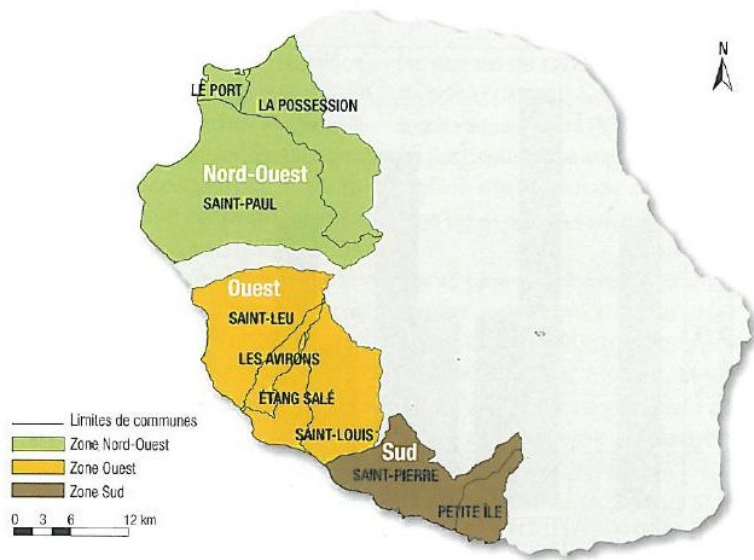 N
LE PORT
LA POSSESSION
Nord-Ouest
SAINT-PAUL
Ouest
SAINT-LEU
LES AVIRONS
ÉTANG SALÉ
SAINT-LOUIS
Sud
SAINT-PIERRE
PETITE ÎLE
Limites de communes
Zone Nord-Ouest
Zone Ouest
Zone Sud
0 3 6 12 km